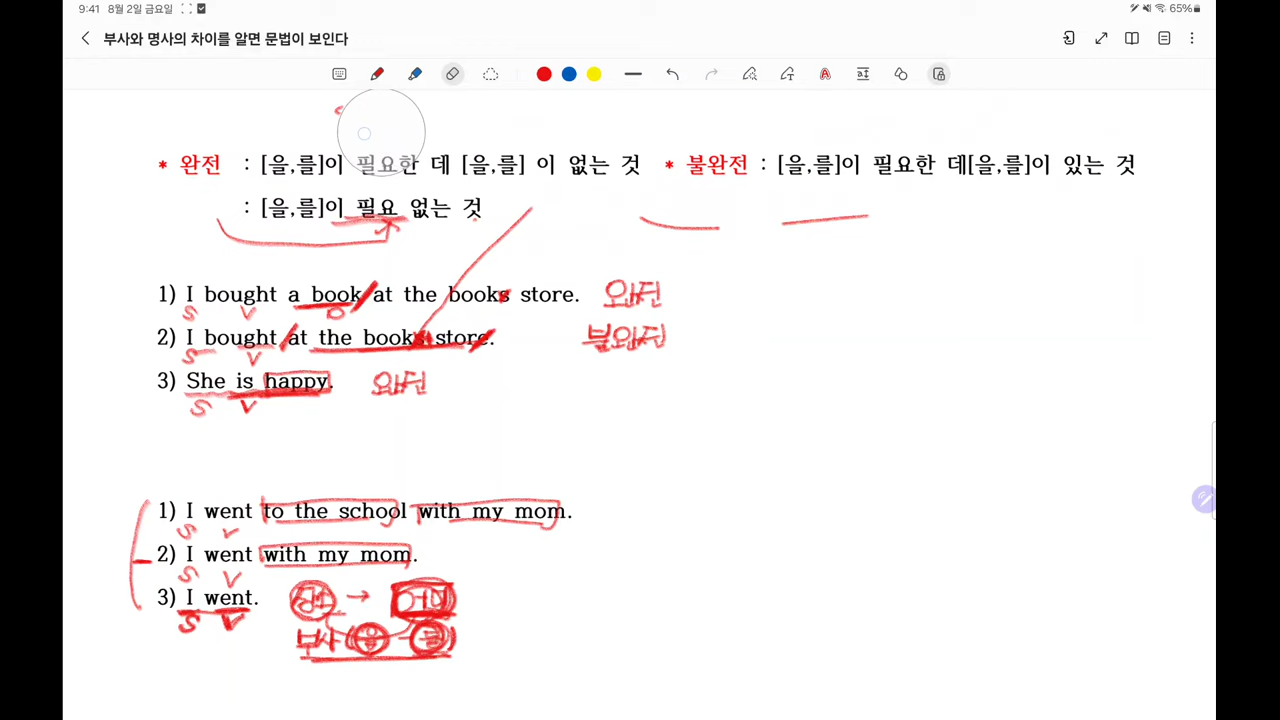 9:41 8월 2일 금요일 65%
부사와 명사의 차이를 알면 문법이 보인다
* 완전 : [을,를]이 필요한 데 [을,를] 이 없는 것 * 불완전 : [을,를]이 필요한 데[을,를]이 있는 것
: [을,를]이 필요 없는 것
1) I bought a book at the books store. 완전
S V O
2) I bought at the books store. 불완전
S V
3) She is happy. 완전
S V
1) I went to the school with my mom.
S V
2) I went with my mom.
S V
3) I went. →
S V 부사(을 를)